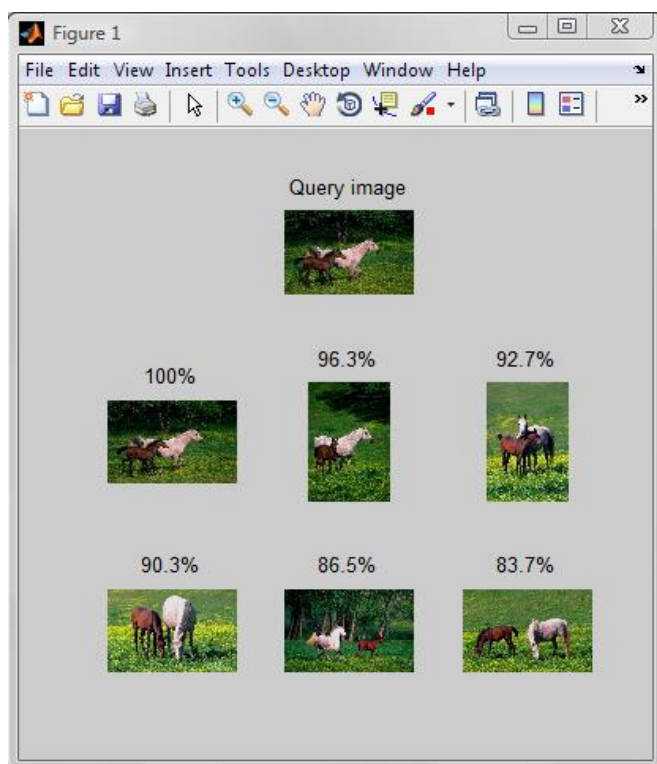 Figure 1
File Edit View Insert Tools Desktop Window Help
Query image
100%
96.3%
92.7%
90.3%
86.5%
83.7%